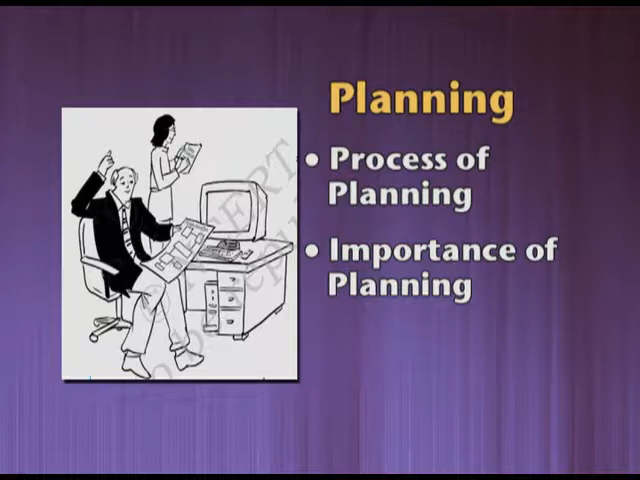 Planning
• Process of
Planning
• Importance of
Planning